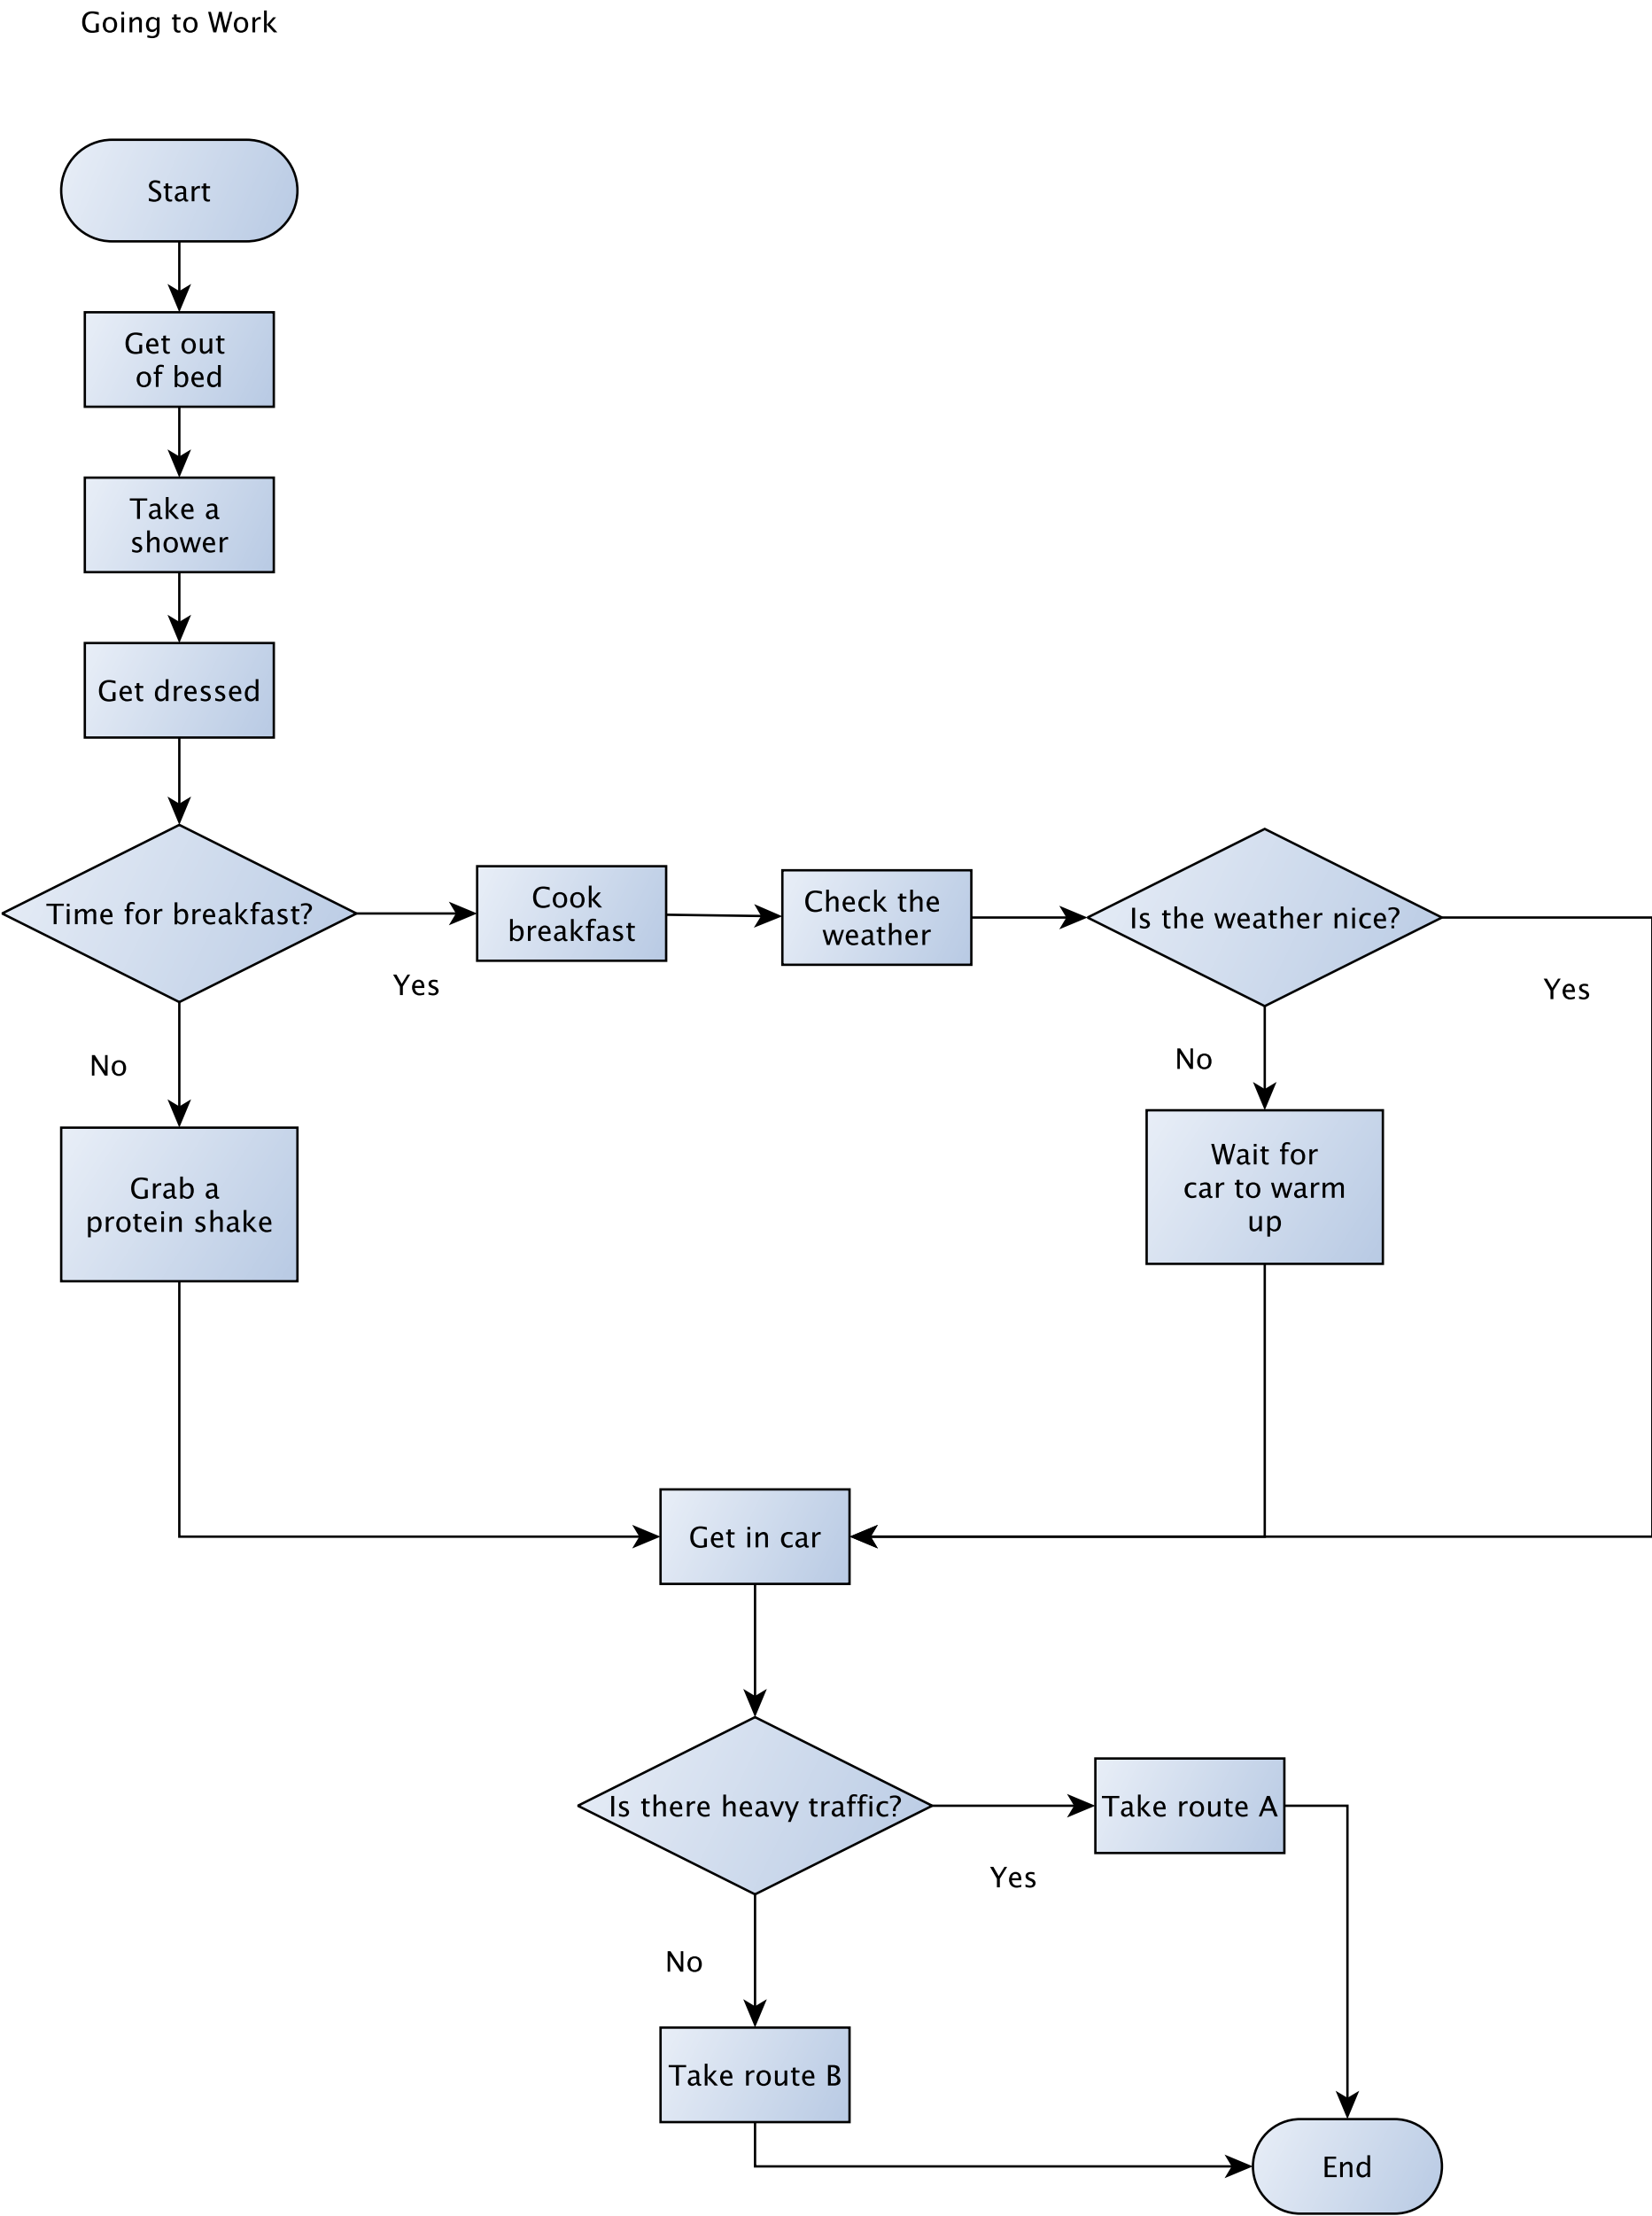 Going to Work
Start
Get out
of bed
Take a
shower
Get dressed
Time for breakfast?
Yes
No
Cook
breakfast
Check the
weather
Is the weather nice?
Yes
No
Grab a
protein shake
Wait for
car to warm
up
Get in car
Is there heavy traffic?
Yes
No
Take route A
Take route B
End